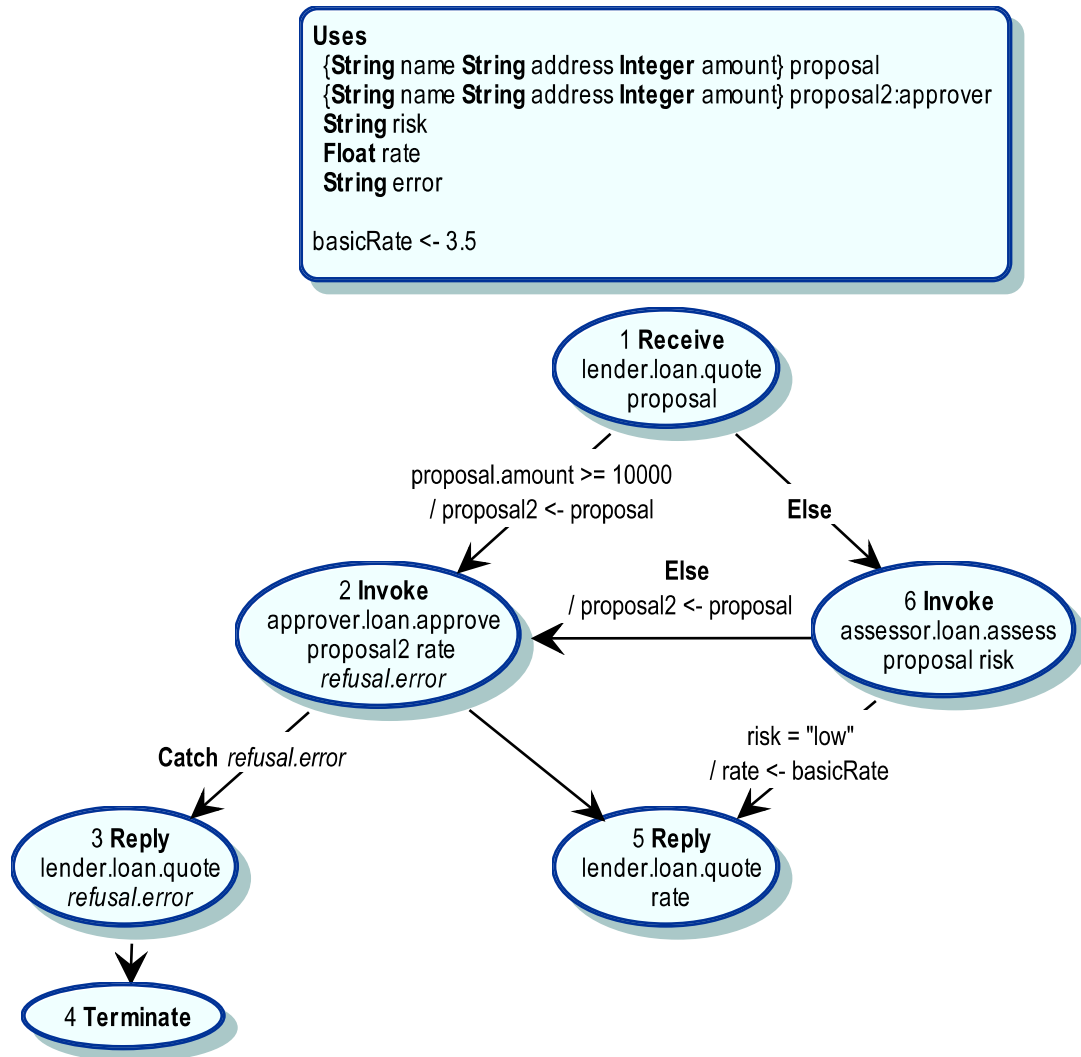 Uses
{String name String address Integer amount} proposal
{String name String address Integer amount} proposal2:approver
String risk
Float rate
String error
basicRate <- 3.5
1 Receive
lender.loan.quote
proposal
proposal.amount >= 10000
/ proposal2 <- proposal
Else
2 Invoke
approver.loan.approve
proposal2 rate
refusal.error
Else
/ proposal2 <- proposal
6 Invoke
assessor.loan.assess
proposal risk
Catch refusal.error
risk = "low"
/ rate <- basicRate
3 Reply
lender.loan.quote
refusal.error
5 Reply
lender.loan.quote
rate
4 Terminate